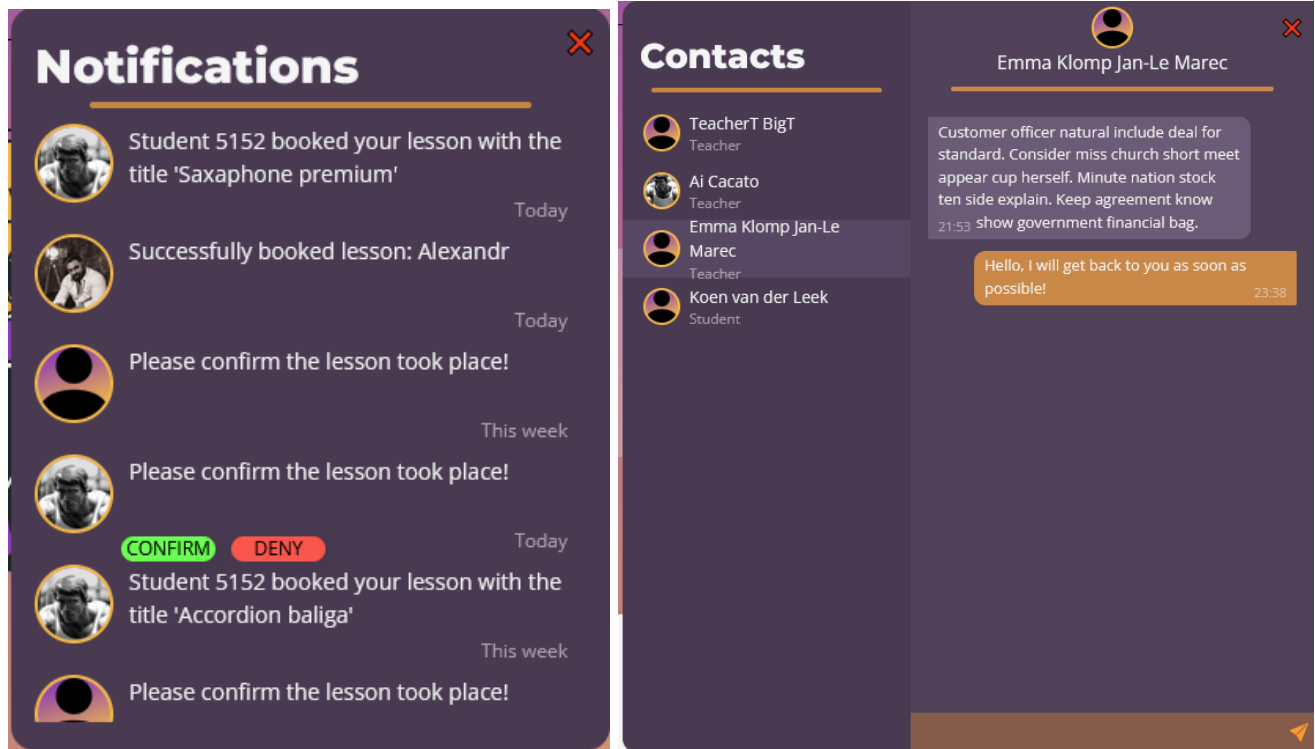 Notifications
Student 5152 booked your lesson with the
title 'Saxaphone premium'
Today
Successfully booked lesson: Alexandr
Today
Please confirm the lesson took place!
This week
Please confirm the lesson took place!
Today
CONFIRM
DENY
Student 5152 booked your lesson with the
title 'Accordion baliga'
This week
Please confirm the lesson took place!
Contacts
TeacherT BigT
Teacher
Ai Cacato
Teacher
Emma Klomp Jan-Le
Marec
Teacher
Koen van der Leek
Student
Emma Klomp Jan-Le Marec
Customer officer natural include deal for
standard. Consider miss church short meet
appear cup herself. Minute nation stock
ten side explain. Keep agreement know
21:53 show government financial bag.
Hello, I will get back to you as soon as
possible!
23:38